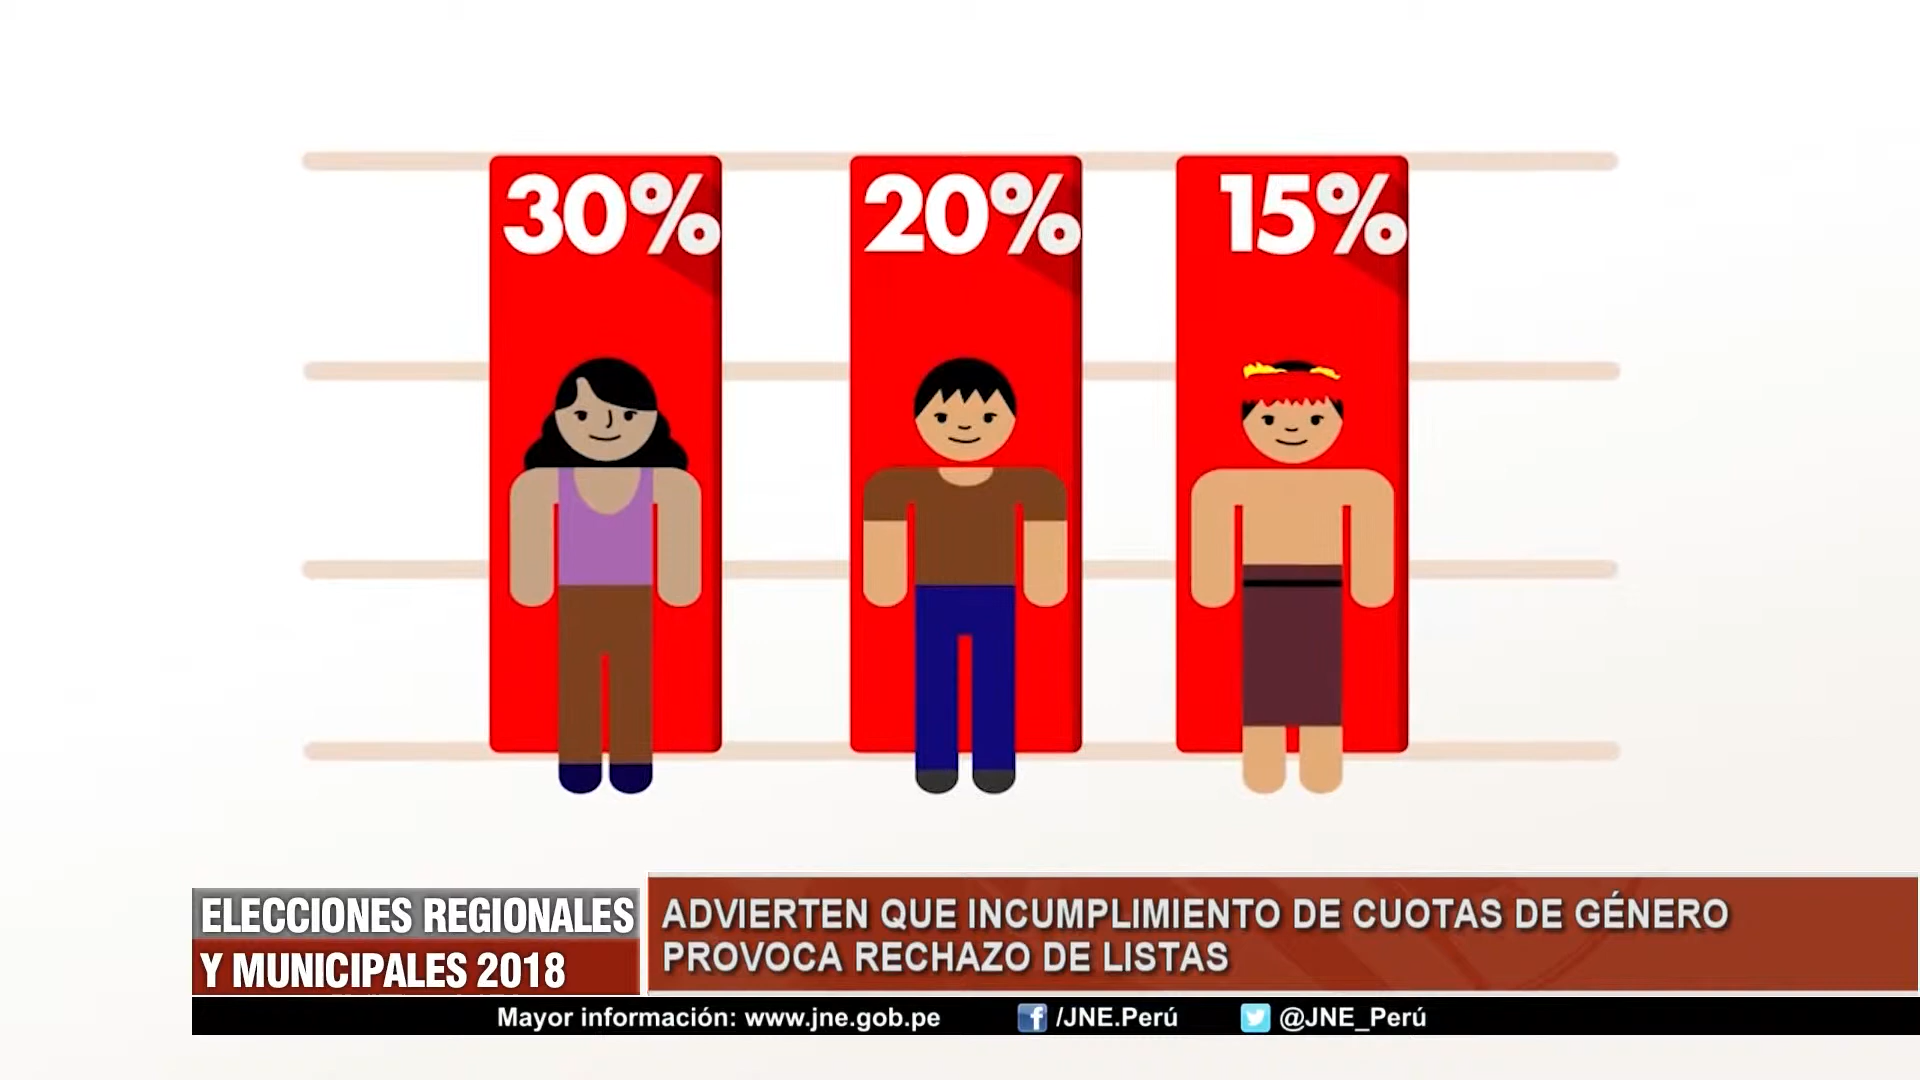 30%
20%
15%
ELECCIONES REGIONALES
Y MUNICIPALES 2018
ADVIERTEN QUE INCUMPLIMIENTO DE CUOTAS DE GÉNERO
PROVOCA RECHAZO DE LISTAS
Mayor información: www.jne.gob.pe /JNE.Perú @JNE_Perú